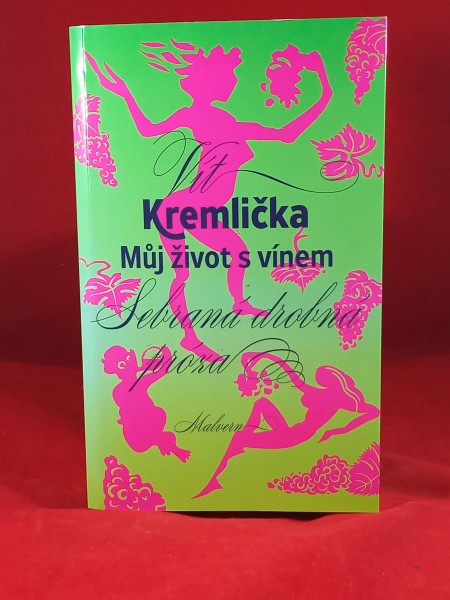 Vít
Kremlička
Můj život s vínem
Sebraná drobná
próza
Malvern